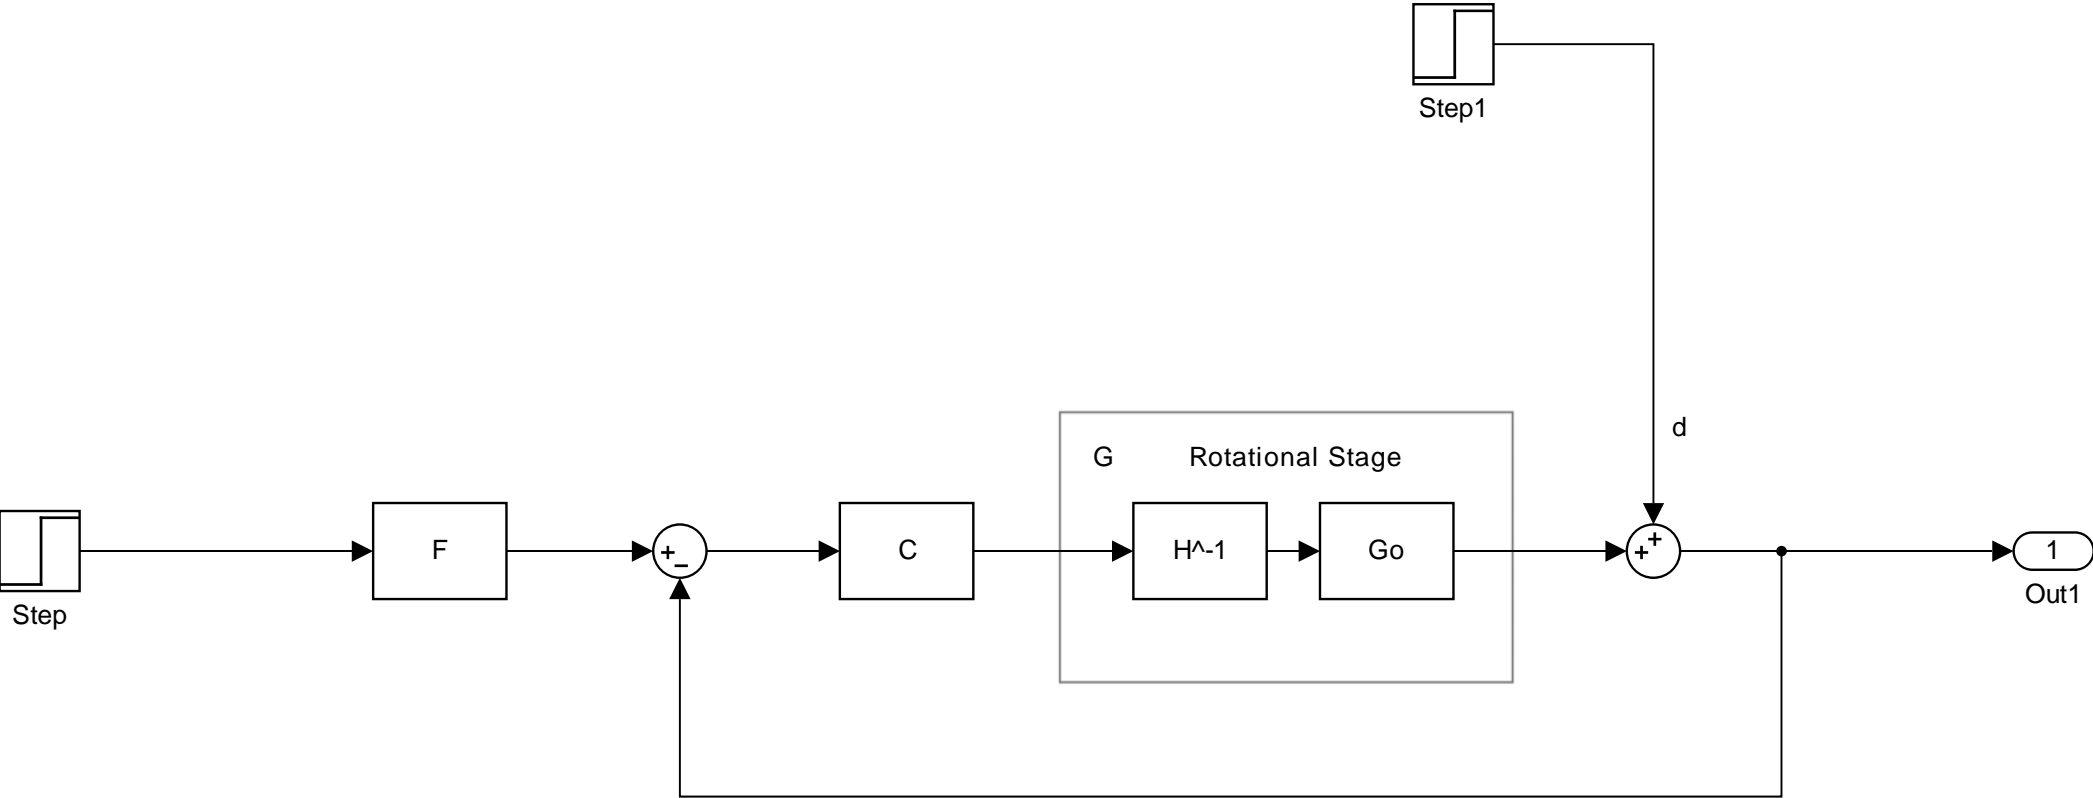 Step1
d
G Rotational Stage
F
+
−
C
H^-1
Go
+
+
1
Step
Out1